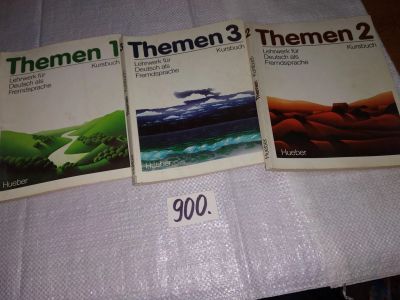 Themen 1
Kursbuch
Lehrwerk für
Deutsch als
Fremdsprache
Hueber
Themen 3
Kursbuch
Lehrwerk für
Deutsch als
Fremdsprache
Hueber
Themen 2
Kursbuch
Lehrwerk für
Deutsch als
Fremdsprache
Hueber
900.